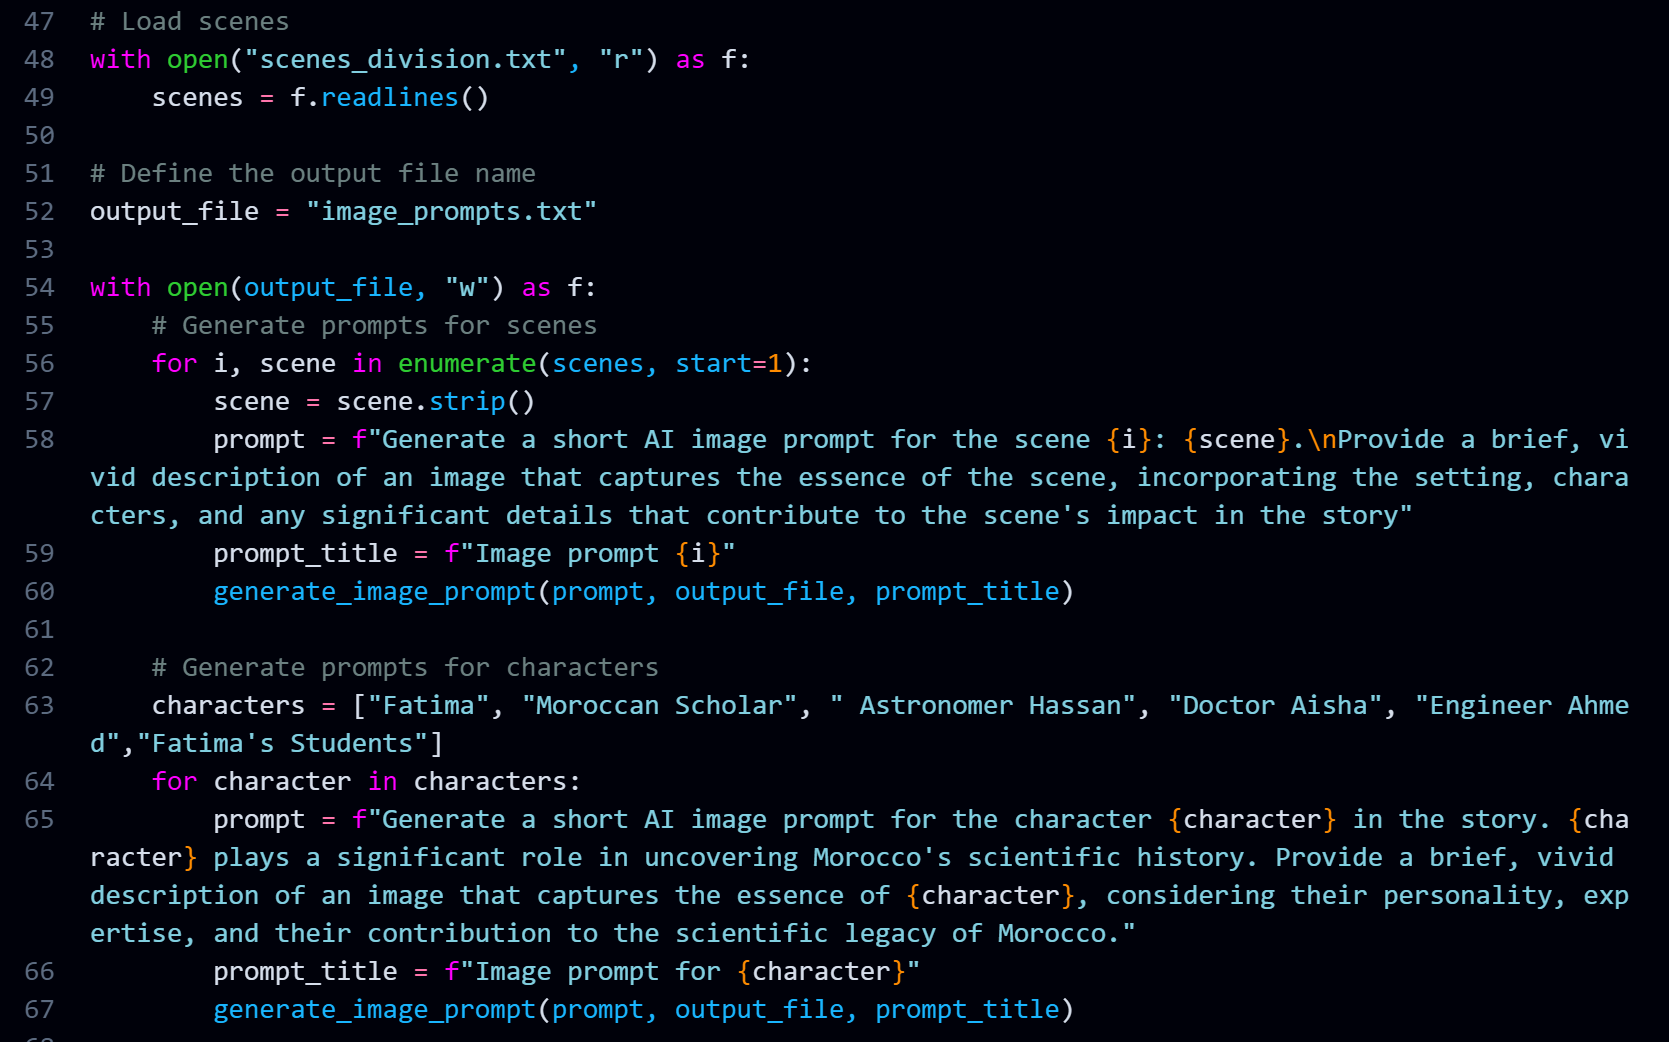 47 # Load scenes
48 with open("scenes_division.txt", "r") as f:
49     scenes = f.readlines()
50
51 # Define the output file name
52 output_file = "image_prompts.txt"
53
54 with open(output_file, "w") as f:
55     # Generate prompts for scenes
56     for i, scene in enumerate(scenes, start=1):
57         scene = scene.strip()
58         prompt = f"Generate a short AI image prompt for the scene {i}: {scene}.\nProvide a brief, vi
vid description of an image that captures the essence of the scene, incorporating the setting, chara
cters, and any significant details that contribute to the scene's impact in the story"
59         prompt_title = f"Image prompt {i}"
60         generate_image_prompt(prompt, output_file, prompt_title)
61
62     # Generate prompts for characters
63     characters = ["Fatima", "Moroccan Scholar", " Astronomer Hassan", "Doctor Aisha", "Engineer Ahme
d","Fatima's Students"]
64     for character in characters:
65         prompt = f"Generate a short AI image prompt for the character {character} in the story. {cha
racter} plays a significant role in uncovering Morocco's scientific history. Provide a brief, vivid
description of an image that captures the essence of {character}, considering their personality, exp
ertise, and their contribution to the scientific legacy of Morocco."
66         prompt_title = f"Image prompt for {character}"
67         generate_image_prompt(prompt, output_file, prompt_title)